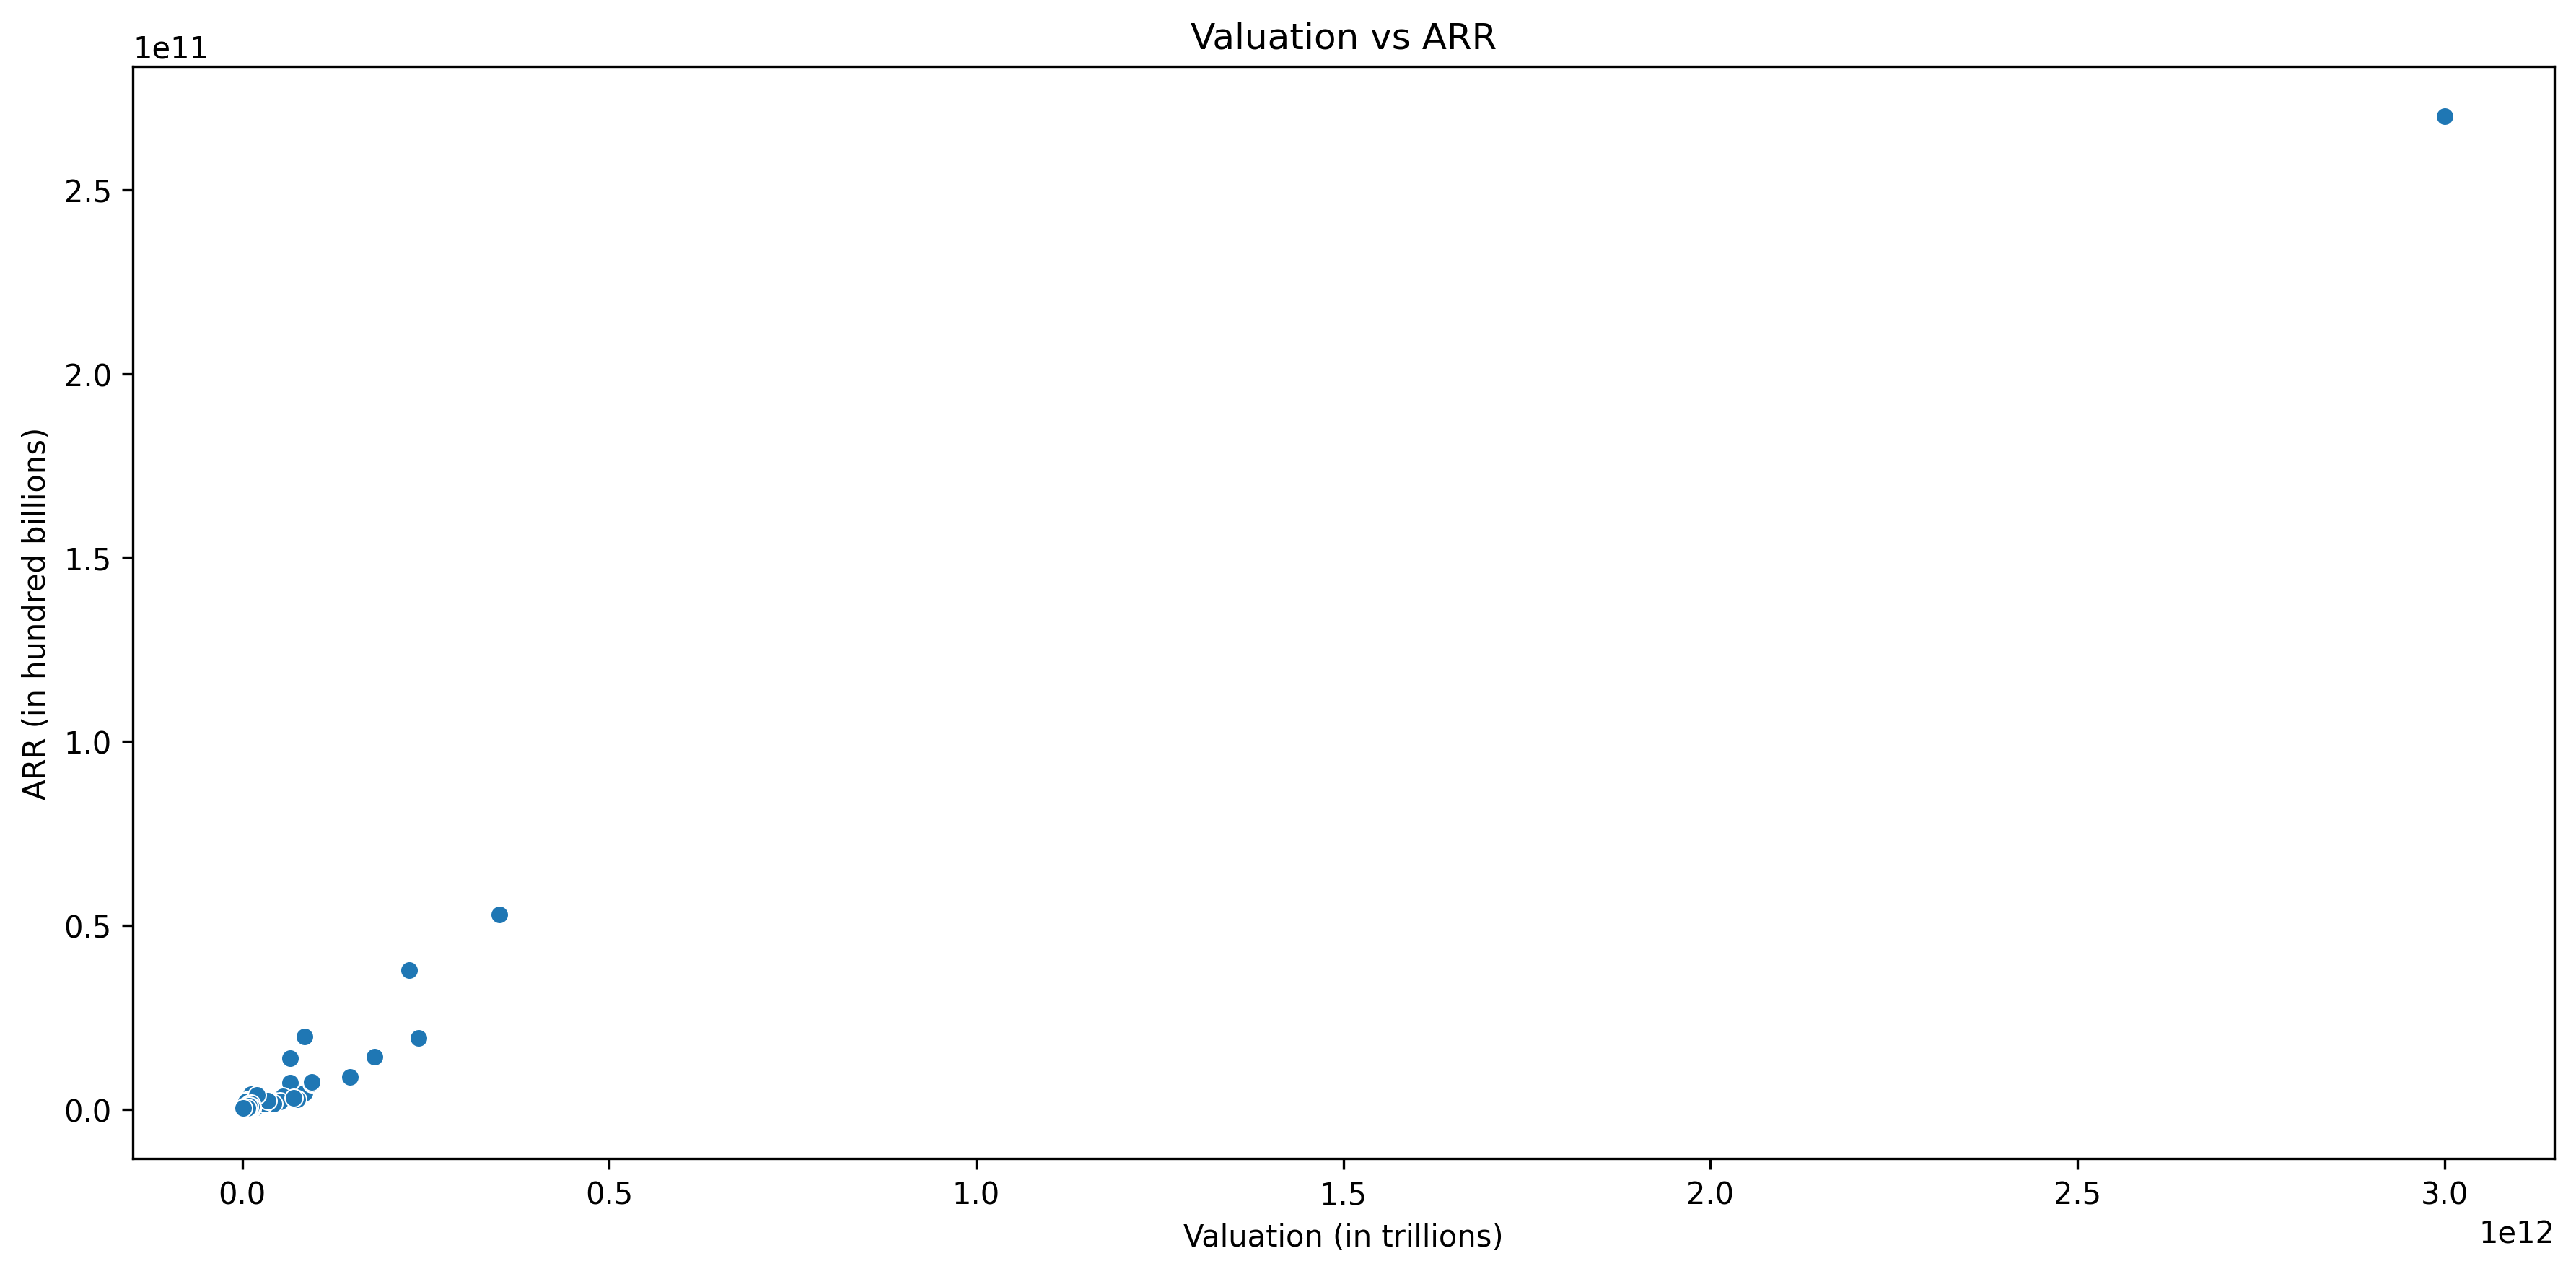 Valuation vs ARR
1e11
2.5
2.0
1.5
1.0
0.5
0.0
ARR (in hundred billions)
0.0 0.5 1.0 1.5 2.0 2.5 3.0
Valuation (in trillions)
1e12